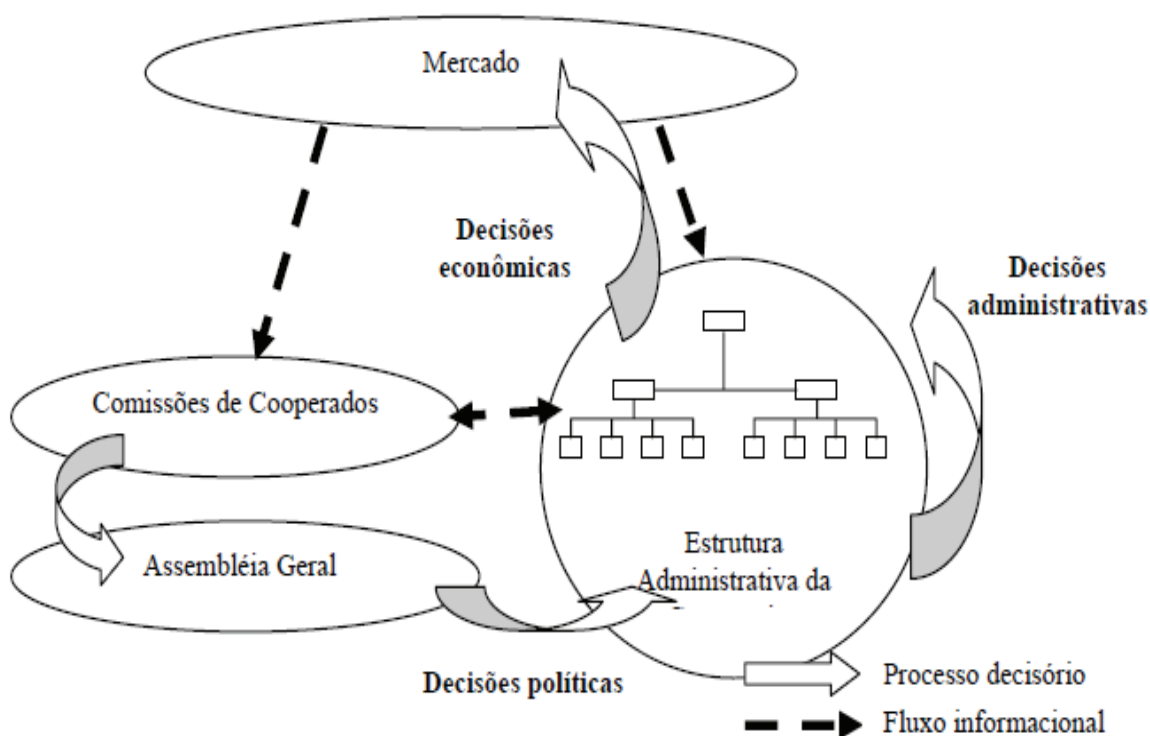 Mercado
Decisões
econômicas
Decisões
administrativas
Comissões de Cooperados
Assembléia Geral
Estrutura
Administrativa da
Decisões políticas
Processo decisório
Fluxo informacional